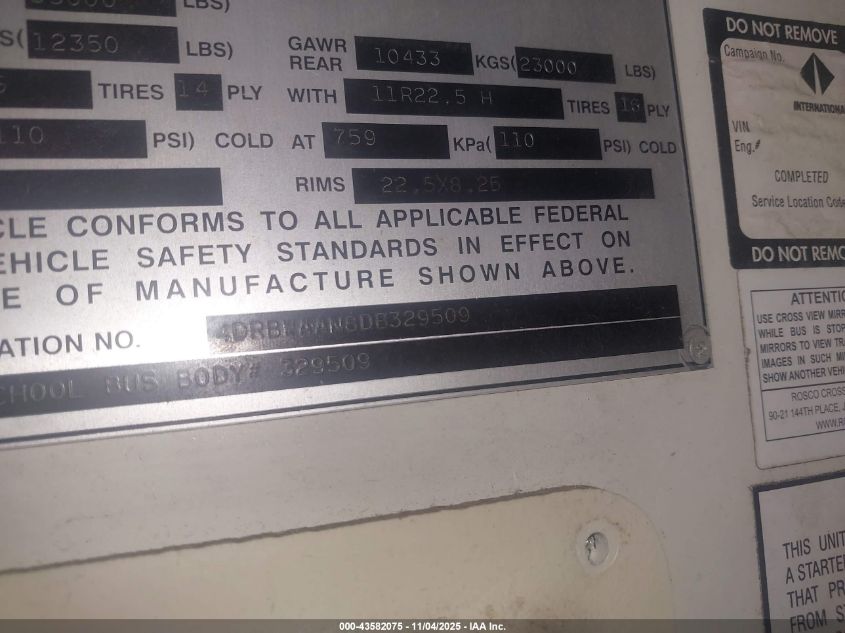 LBS)
S( 12350 LBS)
GAWR REAR 10433 KGS( 23000 LBS)
TIRES 14 PLY WITH 11R22.5 H TIRES PLY
110 PSI) COLD AT 759 KPa( 110 PSI) COLD
RIMS 22.5X8.25
CLE CONFORMS TO ALL APPLICABLE FEDERAL
EHICLE SAFETY STANDARDS IN EFFECT ON
E OF MANUFACTURE SHOWN ABOVE.
ATION NO.
CHOOL BUS BODY# 329509
DO NOT REMOVE
Campaign No.
INTERNATIONA
VIN
Eng.#
COMPLETED
Service Location Code
DO NOT REMO
ATTENTIO
USE CROSS VIEW MIRR
WHILE BUS IS STOP
MIRRORS TO VIEW TRA
IMAGES IN SUCH MI
SHOW ANOTHER VEHI
ROSCO CROSS
90-21 144TH PLACE, J
WWW.R
THIS UNIT
A STARTE
THAT PR
FROM S
000-43582075 - 11/04/2025 - IAA Inc.